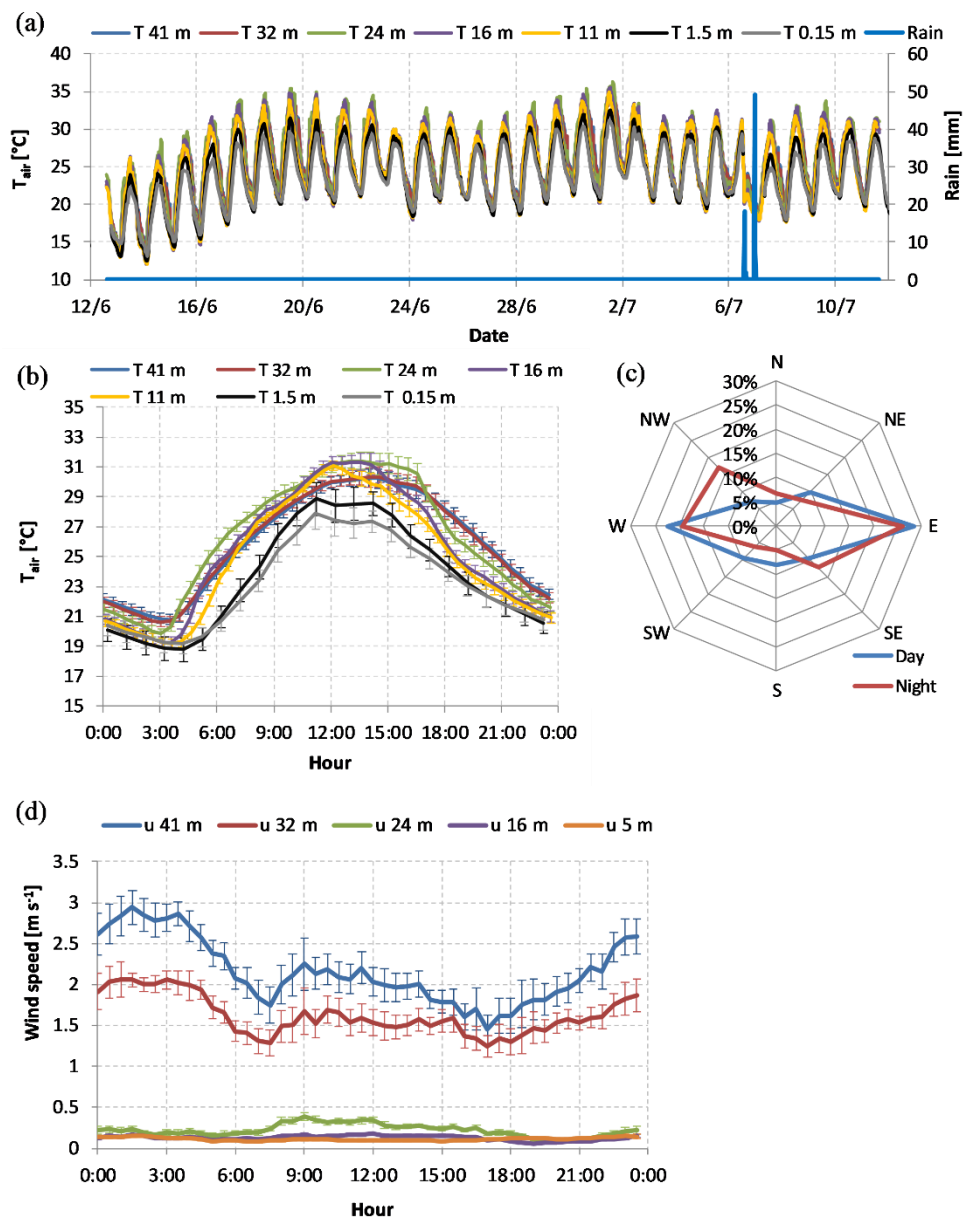 (a)
T 41 m T 32 m T 24 m T 16 m T 11 m T 1.5 m T 0.15 m Rain
40 60
35 50
30 40
25 30
20 20
15 10
10 0
T air [°C]
Rain [mm]
12/6 16/6 20/6 24/6 28/6 2/7 6/7 10/7
Date
(b)
T 41 m T 32 m T 24 m T 16 m
T 11 m T 1.5 m T 0.15 m
35
33
31
29
27
25
23
21
19
17
15
T air [°C]
0:00 3:00 6:00 9:00 12:00 15:00 18:00 21:00 0:00
Hour
(c)
N
30%
25%
20%
15%
10%
5%
0%
NW NE
W E
SW SE
S
Day
Night
(d)
u 41 m u 32 m u 24 m u 16 m u 5 m
3.5
3
2.5
2
1.5
1
0.5
0
Wind speed [m s-1]
0:00 3:00 6:00 9:00 12:00 15:00 18:00 21:00 0:00
Hour